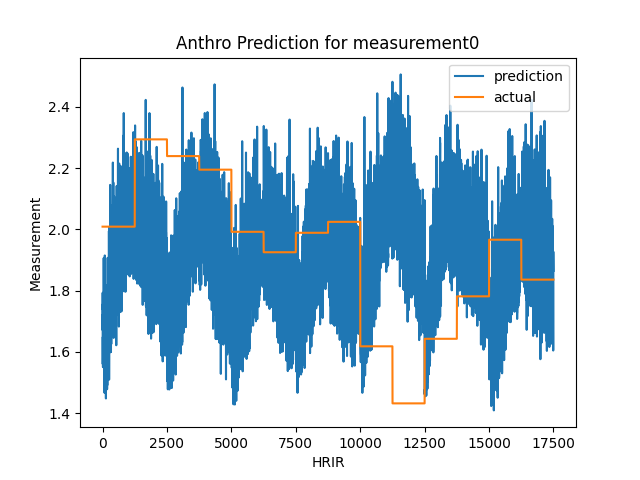 Anthro Prediction for measurement0
prediction
actual
Measurement
2.4
2.2
2.0
1.8
1.6
1.4
0 2500 5000 7500 10000 12500 15000 17500
HRIR